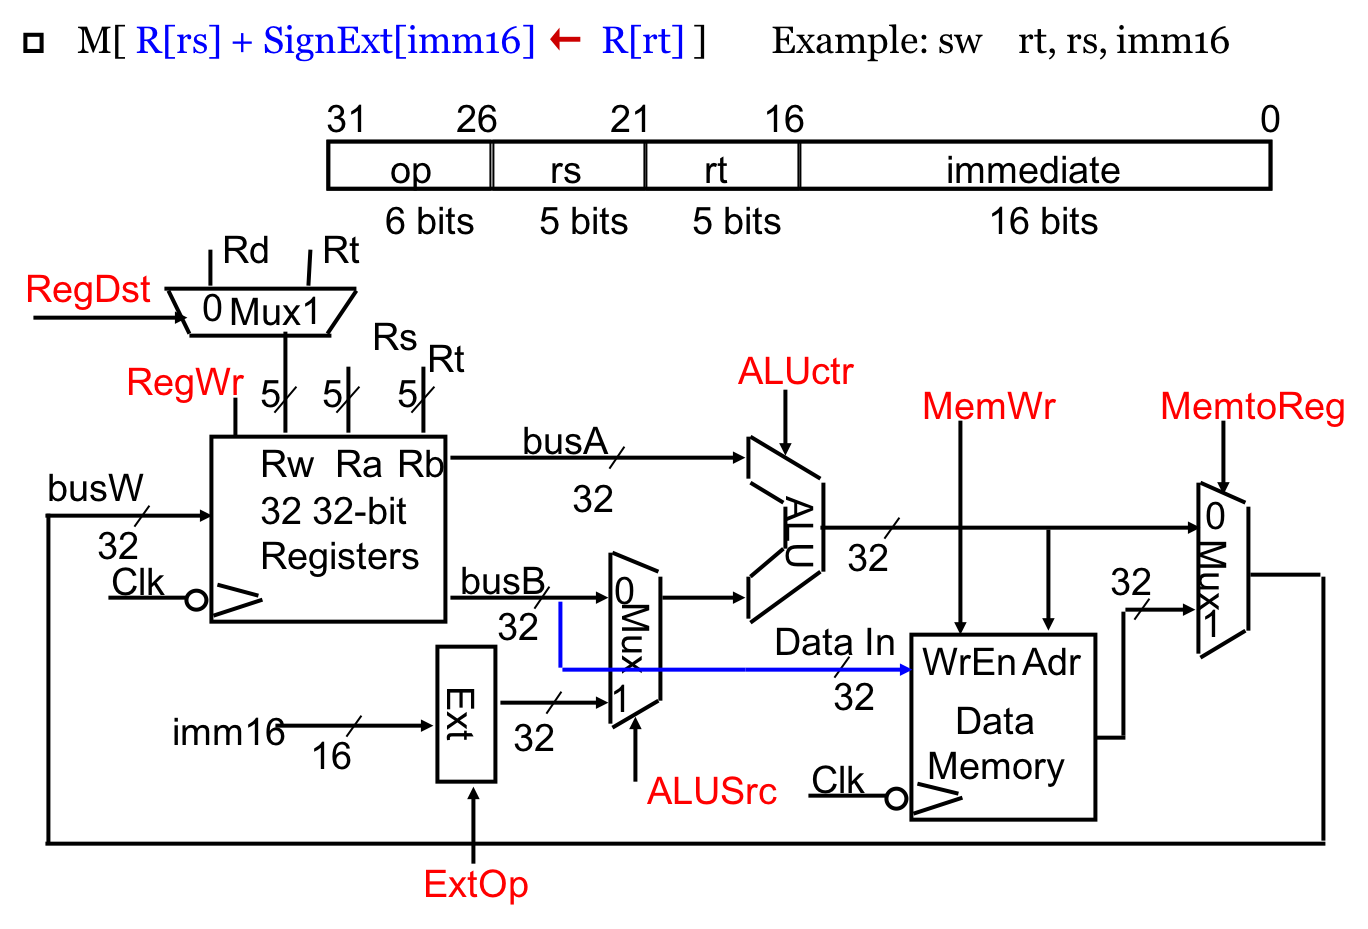 M[ R[rs] + SignExt[imm16] ← R[rt] ] Example: sw rt, rs, imm16
31 26 21 16 0
op rs rt immediate
6 bits 5 bits 5 bits 16 bits
Rd Rt
RegDst
0 Mux 1
Rs
Rt
RegWr 5 5 5
ALUctr
MemWr
MemtoReg
busA
32
Rw Ra Rb
32 32-bit
Registers
busW
32
Clk
busB
32
0
Mux
1
ALU
32
0
Mux
1
32
Data In
32
WrEn Adr
Data
Memory
Clk
imm16
16
Ext
32
ALUSrc
ExtOp